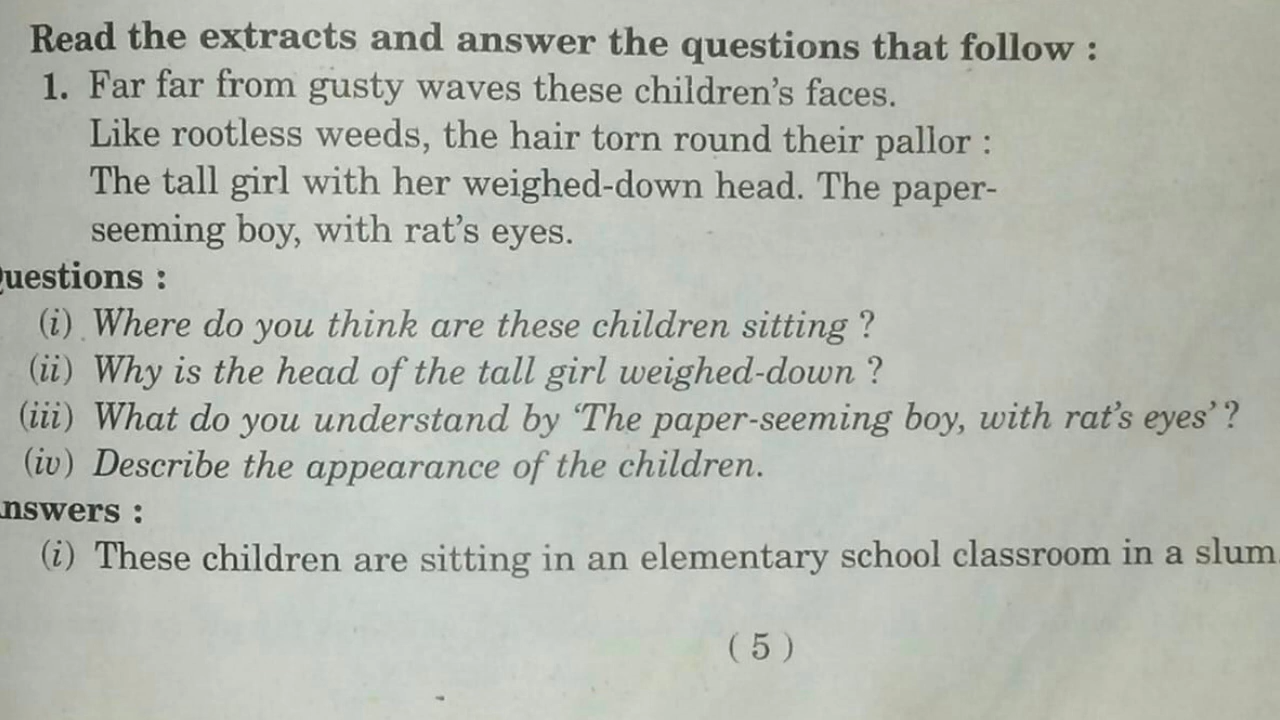 Read the extracts and answer the questions that follow :
1. Far far from gusty waves these children's faces.
Like rootless weeds, the hair torn round their pallor :
The tall girl with her weighed-down head. The paper-
seeming boy, with rat's eyes.
uestions :
(i) Where do you think are these children sitting ?
(ii) Why is the head of the tall girl weighed-down ?
(iii) What do you understand by 'The paper-seeming boy, with rat's eyes' ?
(iv) Describe the appearance of the children.
nswers :
(i) These children are sitting in an elementary school classroom in a slum.
( 5 )